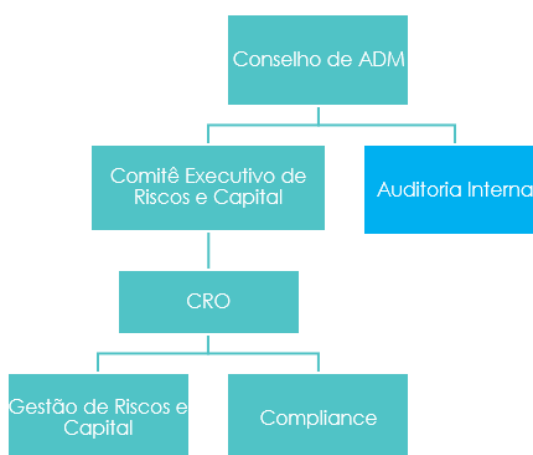 Conselho de ADM
Comitê Executivo de
Riscos e Capital
Auditoria Interna
CRO
Gestão de Riscos e
Capital
Compliance